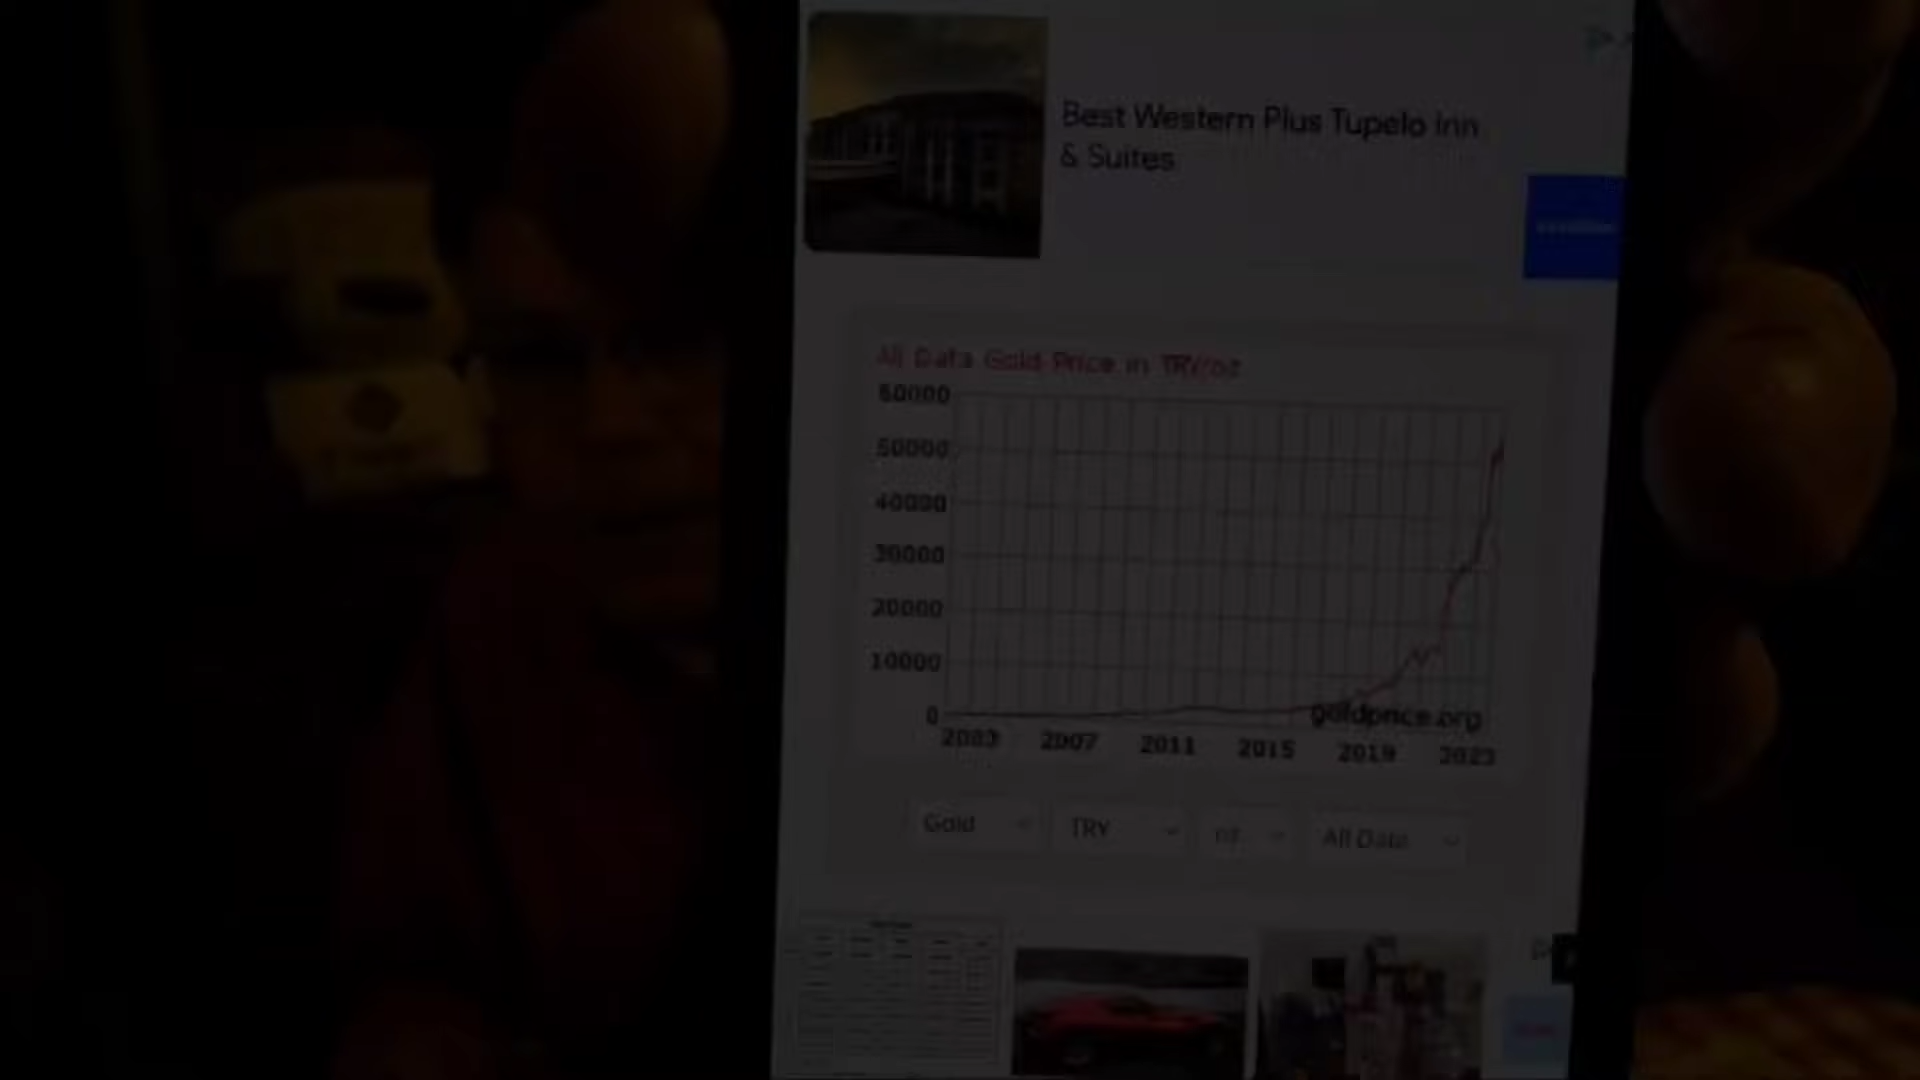 Best Western Plus Tupelo Inn
& Suites
All Data Gold Price in TRY/oz
60000
50000
40000
30000
20000
10000
0
2003 2007 2011 2015 2019 2023
goldprice.org
Gold TRY oz All Data